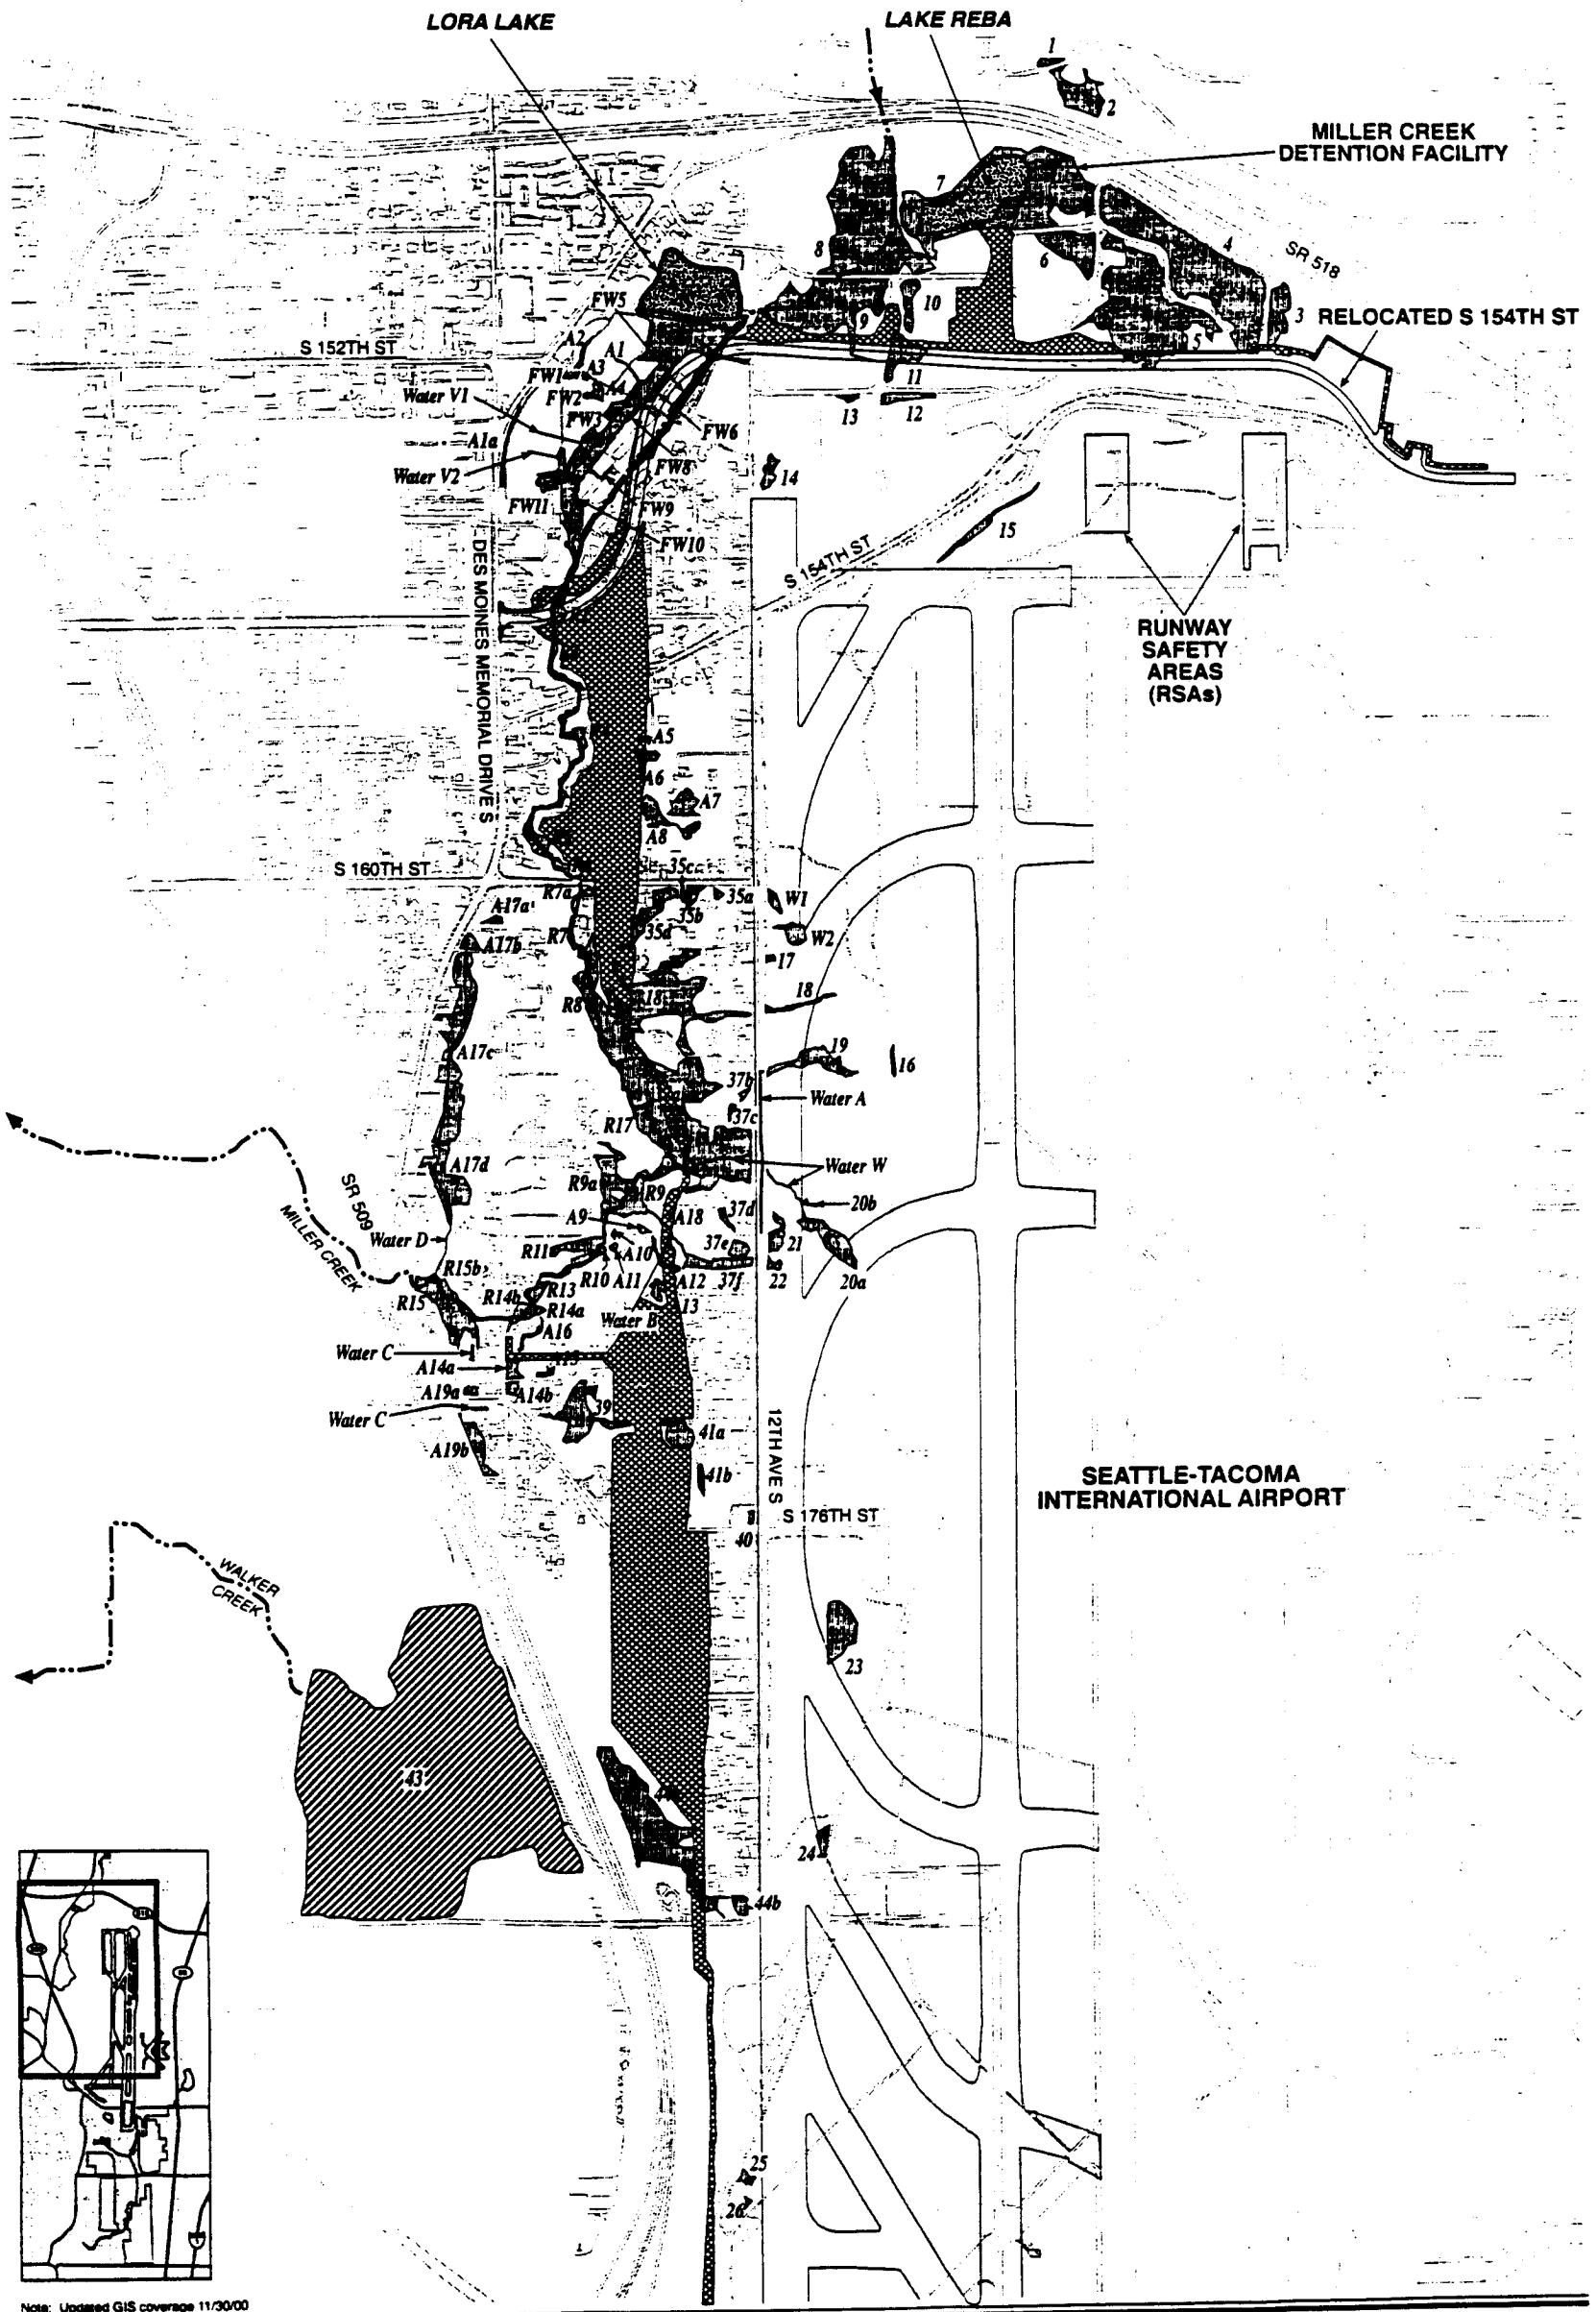 LORA LAKE
LAKE REBA
1
2
MILLER CREEK
DETENTION FACILITY
7
8
4
SR 518
6
10
9
3
RELOCATED S 154TH ST
5
FW5
A2
A1
S 152TH ST
A3
FW1
FW2
11
13
12
Water V1
FW3
FW6
A1a
Water V2
FW8
14
FW11
FW9
15
FW10
DES MOINES MEMORIAL DRIVE S
S 154TH ST
RUNWAY
SAFETY
AREAS
(RSAs)
A5
A6
A7
A8
S 160TH ST
35c
R7a
35a
W1
A17a
35b
R7
35d
W2
A17b
17
18
R8
18
19
16
A17c
37b
Water A
37c
R17
Water W
A17d
R9a
R9
20b
SR 509
A18
37d
A9
MILLER CREEK
Water D
37e
21
R11
A10
R15b
R10
A11
A12
37f
22
20a
R15
R14b
R13
R14a
13
Water B
A16
Water C
A14a
A19a
A14b
39
Water C
41a
A19b
12TH AVE S
41b
SEATTLE-TACOMA
INTERNATIONAL AIRPORT
S 176TH ST
40
WALKER
CREEK
23
43
24
44b
25
26
Note: Updated GIS coverage 11/30/00